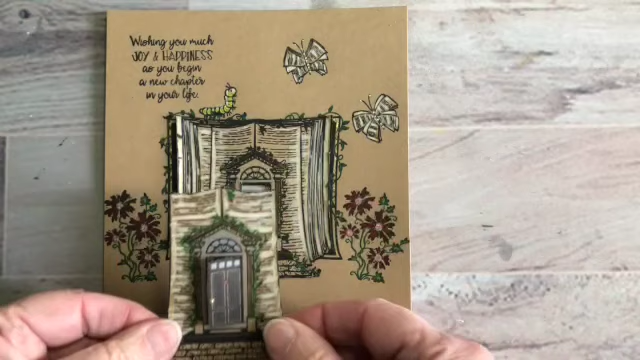 Wishing you much
JOY & HAPPINESS
as you begin
a new chapter
in your life.